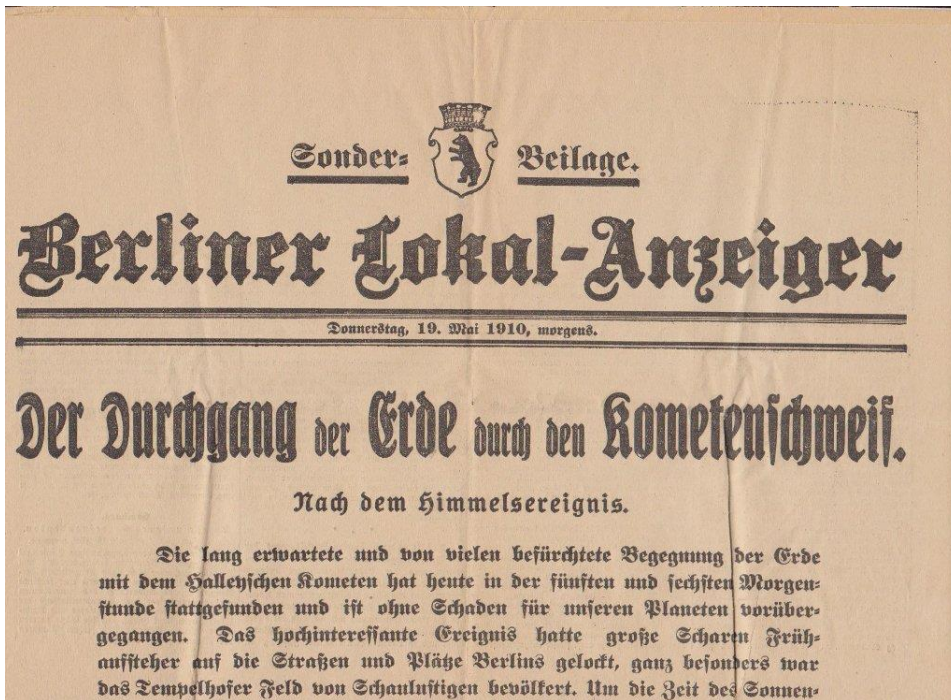 Sonder- Beilage.
Berliner Lokal-Anzeiger
Donnerstag, 19. Mai 1910, morgens.
Der Durchgang der Erde durch den Kometenschweif.
Nach dem Himmelsereignis.
Die lang erwartete und von vielen befürchtete Begegnung der Erde
mit dem Halleyschen Kometen hat heute in der fünften und sechsten Morgen-
stunde stattgefunden und ist ohne Schaden für unseren Planeten vorüber-
gegangen. Das hochinteressante Ereignis hatte große Scharen Früh-
aufsteher auf die Straßen und Plätze Berlins gelockt, ganz besonders war
das Tempelhofer Feld von Schaulustigen bevölkert. Um die Zeit des Sonnen-